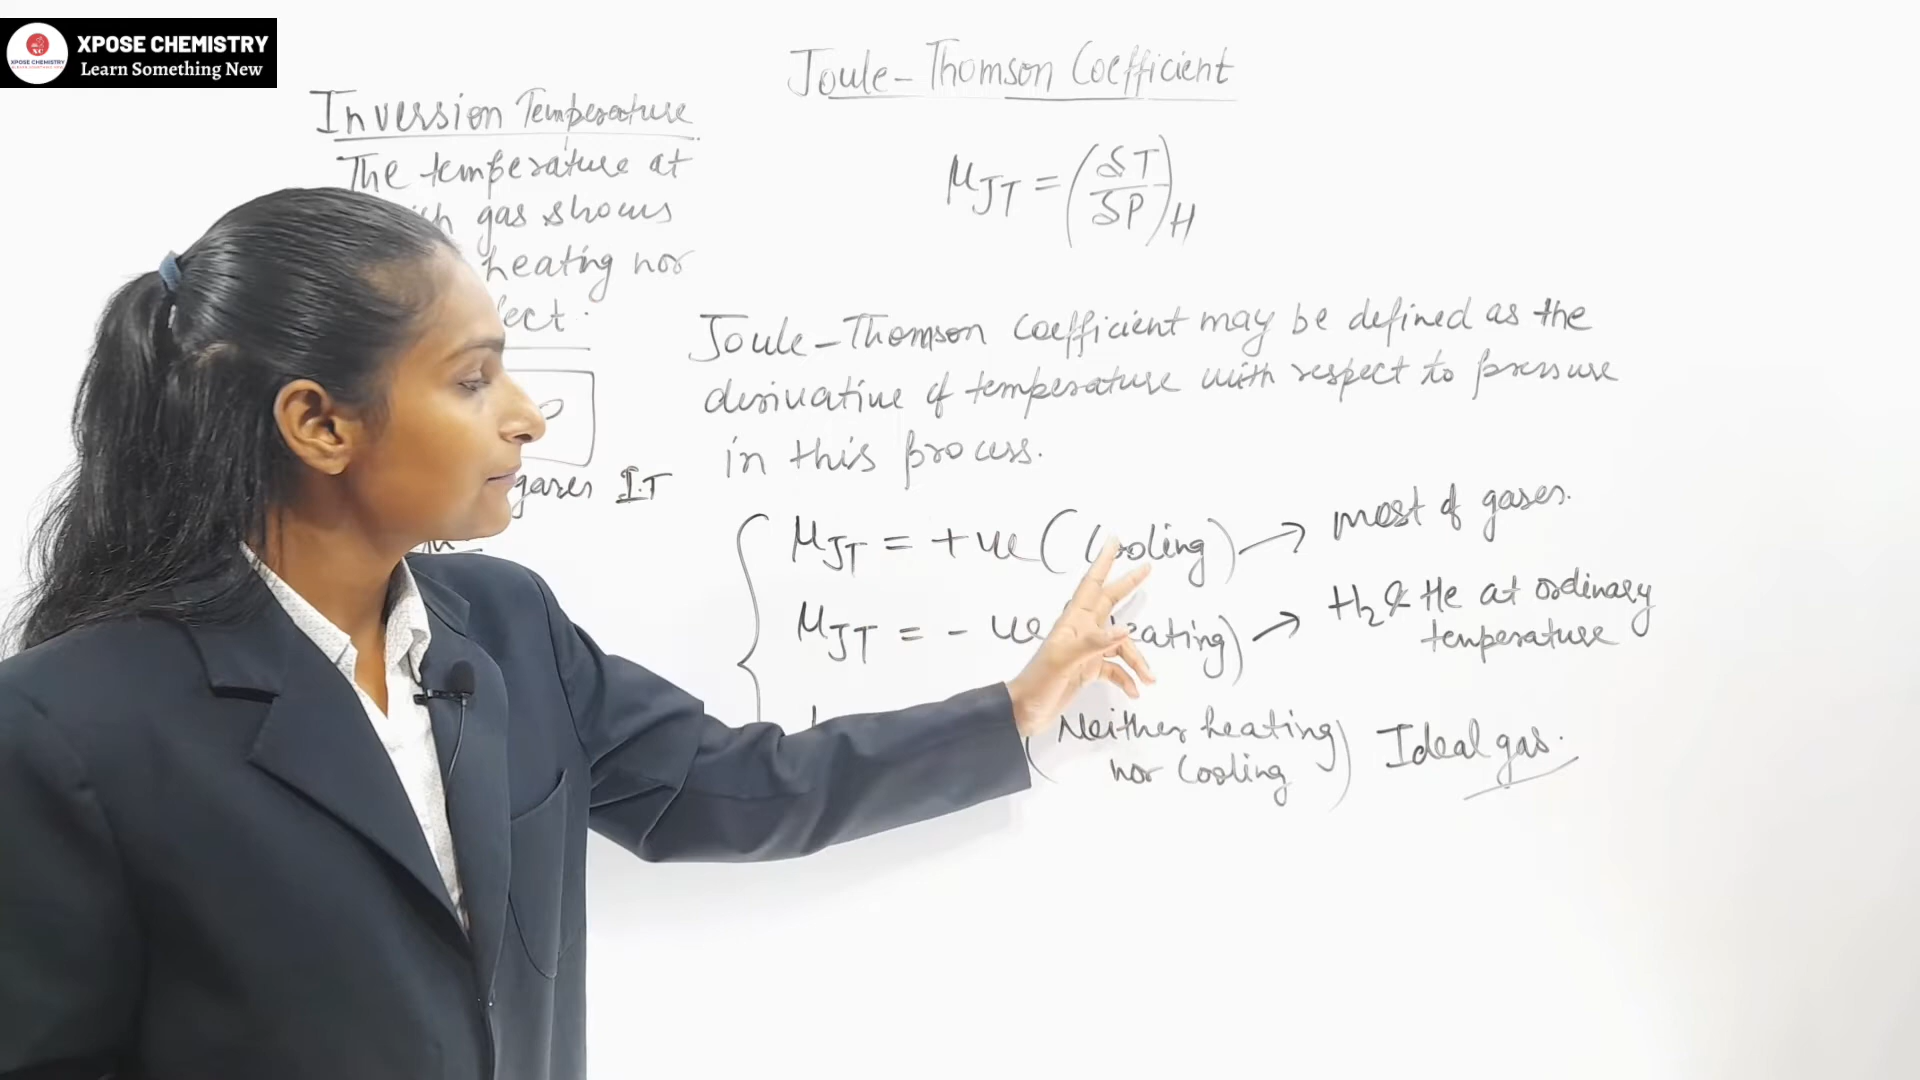 XPOSE CHEMISTRY
Learn Something New
Inversion Temperature
The temperature at
gas shows
heating nor
gases I.T
Joule-Thomson Coefficient
μJT = (δT/δP)H
Joule-Thomson Coefficient may be defined as the
derivative of temperature with respect to pressure
in this process.
μJT = +ve (Cooling) → most of gases.
μJT = -ve → H2 & He at ordinary
temperature
(Neither heating
nor Cooling) Ideal gas.